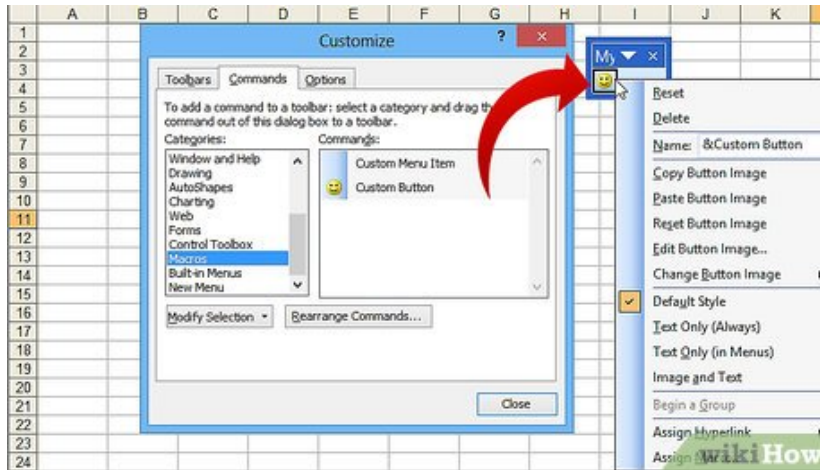 A B C D E F G H I J K
1
2
3
4
5
6
7
8
9
10
11
12
13
14
15
16
17
18
19
20
21
22
23
24
Customize
?
×
Toolbars Commands Options
To add a command to a toolbar: select a category and drag the
command out of this dialog box to a toolbar.
Categories: Commands:
Window and Help
Drawing
AutoShapes
Charting
Web
Forms
Control Toolbox
Macros
Built-in Menus
New Menu
Custom Menu Item
Custom Button
Modify Selection
Rearrange Commands...
Close
My
×
Reset
Delete
Name: &Custom Button
Copy Button Image
Paste Button Image
Reset Button Image
Edit Button Image...
Change Button Image
Default Style
Text Only (Always)
Text Only (in Menus)
Image and Text
Begin a Group
Assign Hyperlink
Assign
wikiHow